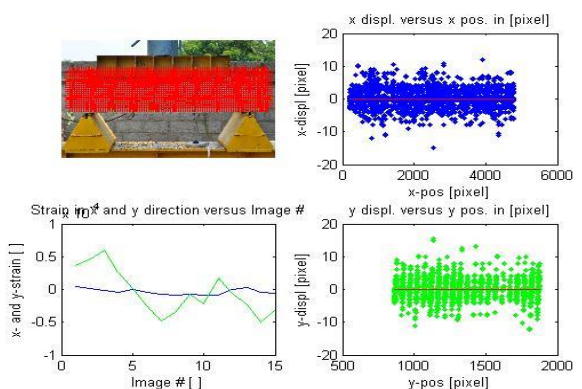 x displ. versus x pos. in [pixel]
20
10
0
-10
-20
x-displ [pixel]
0 2000 4000 6000
x-pos [pixel]
Strain in x and y direction versus Image #
1
0.5
0
-0.5
-1
x- and y-strain [ ]
0 5 10 15
Image # [ ]
y displ. versus y pos. in [pixel]
20
10
0
-10
-20
y-displ [pixel]
500 1000 1500 2000
y-pos [pixel]